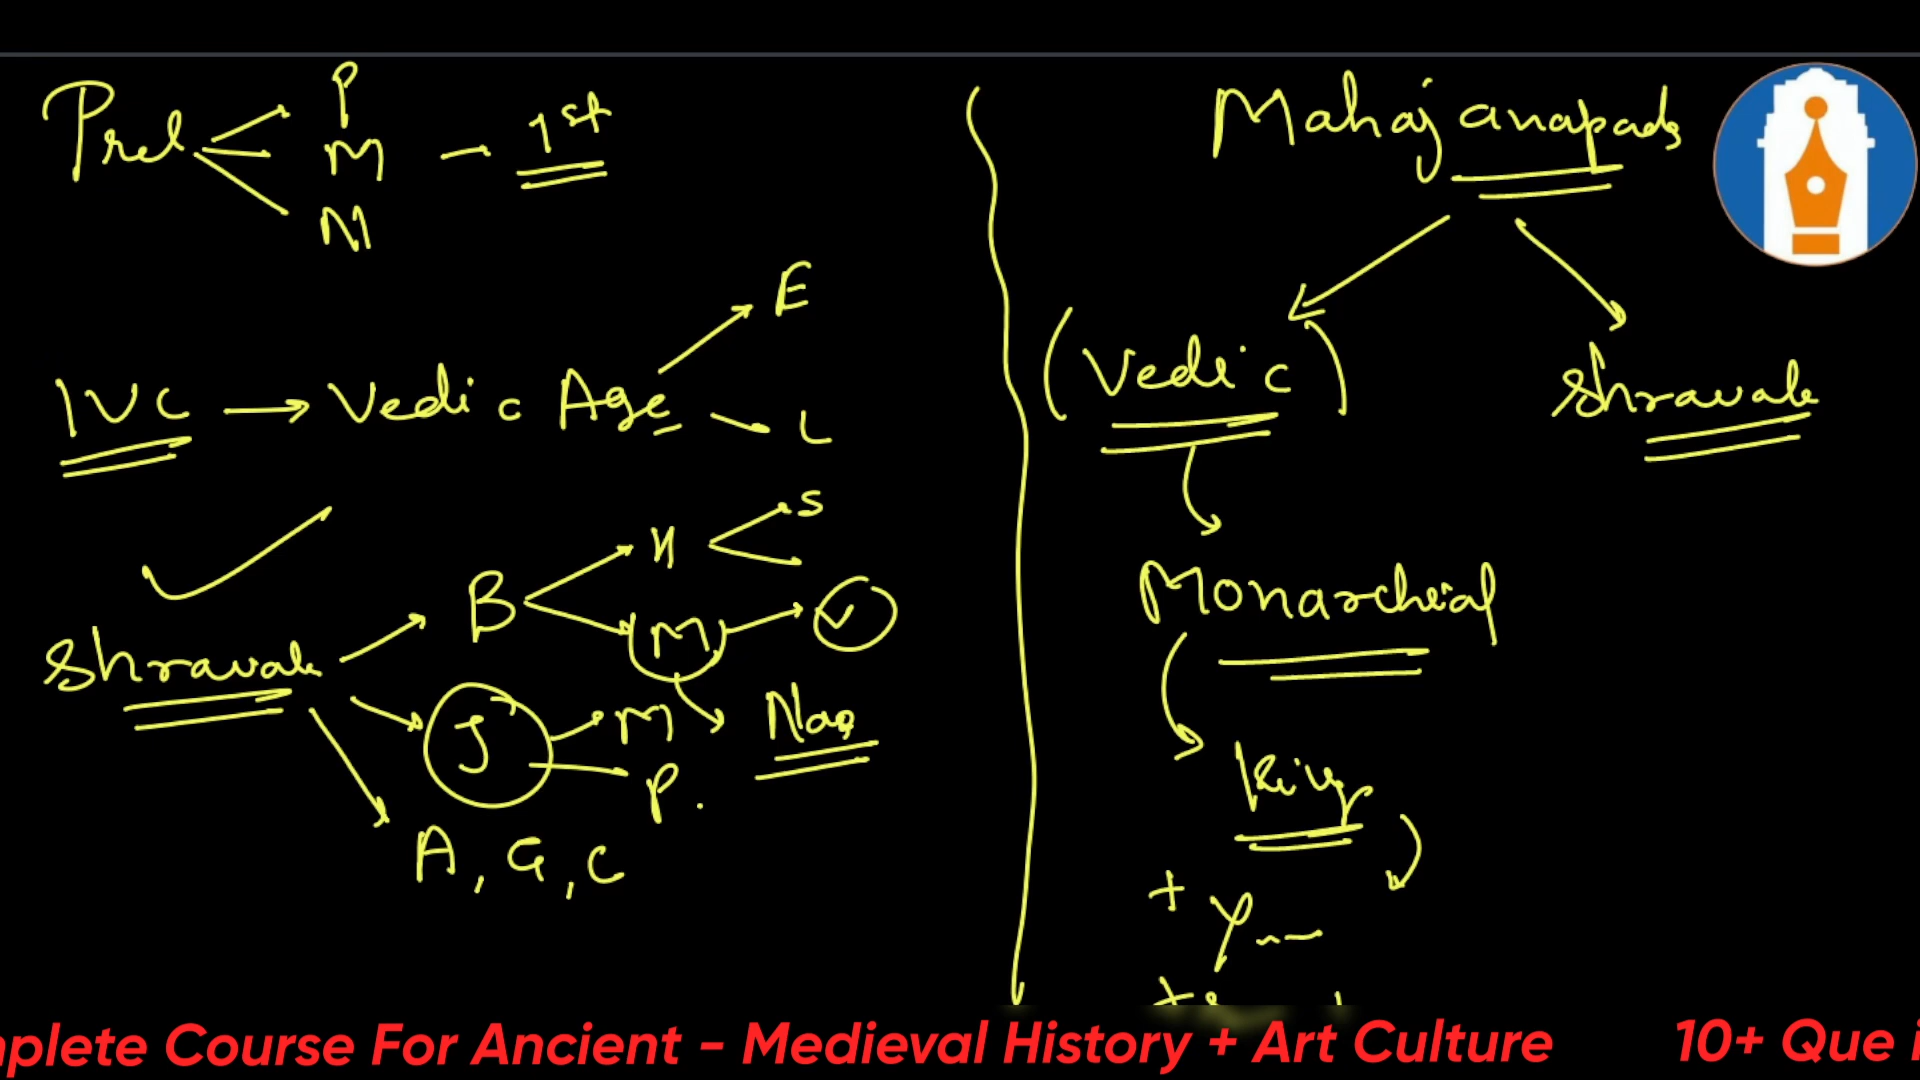 Prel
P
M - 1st
M
IVC → Vedic Age
E
L
Shravak
B
H
S
M
Nag
J
M
P.
A, G, C
Mahajanapads
(Vedic)
Shravak
Monarchial
King
+ Y
+
mplete Course For Ancient - Medieval History + Art Culture
10+ Que i